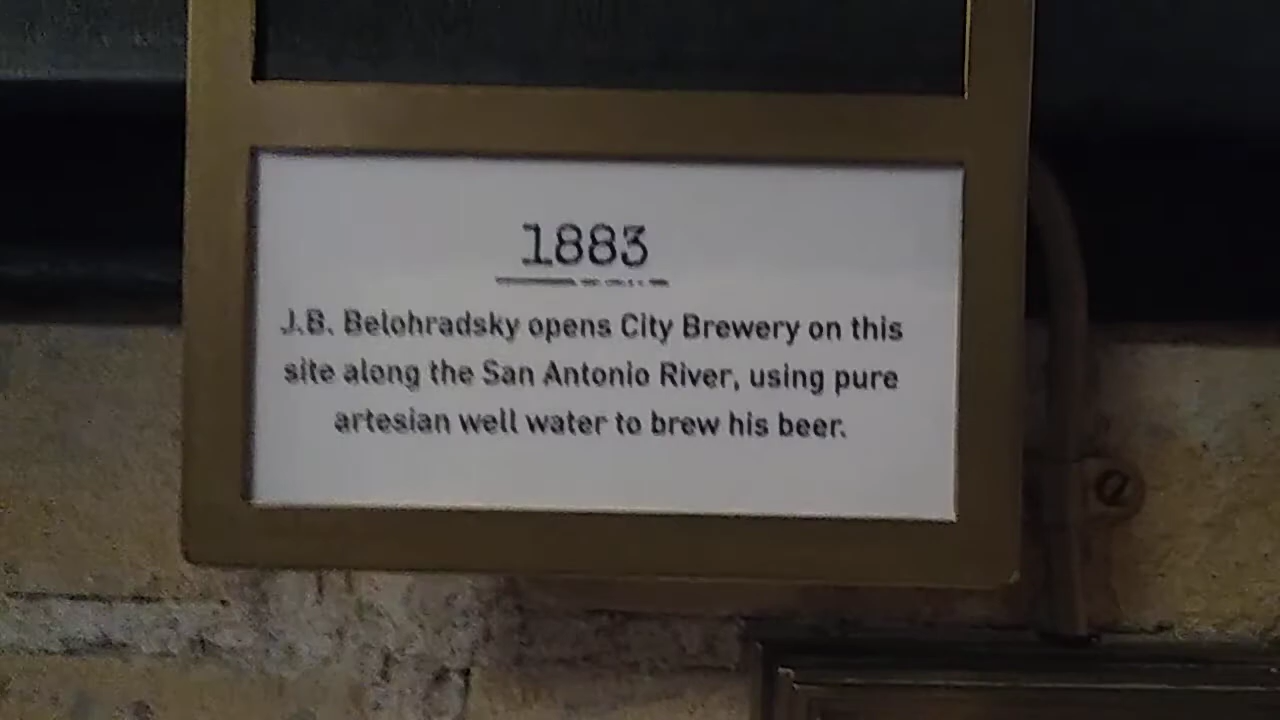 1883
J.B. Belohradsky opens City Brewery on this
site along the San Antonio River, using pure
artesian well water to brew his beer.